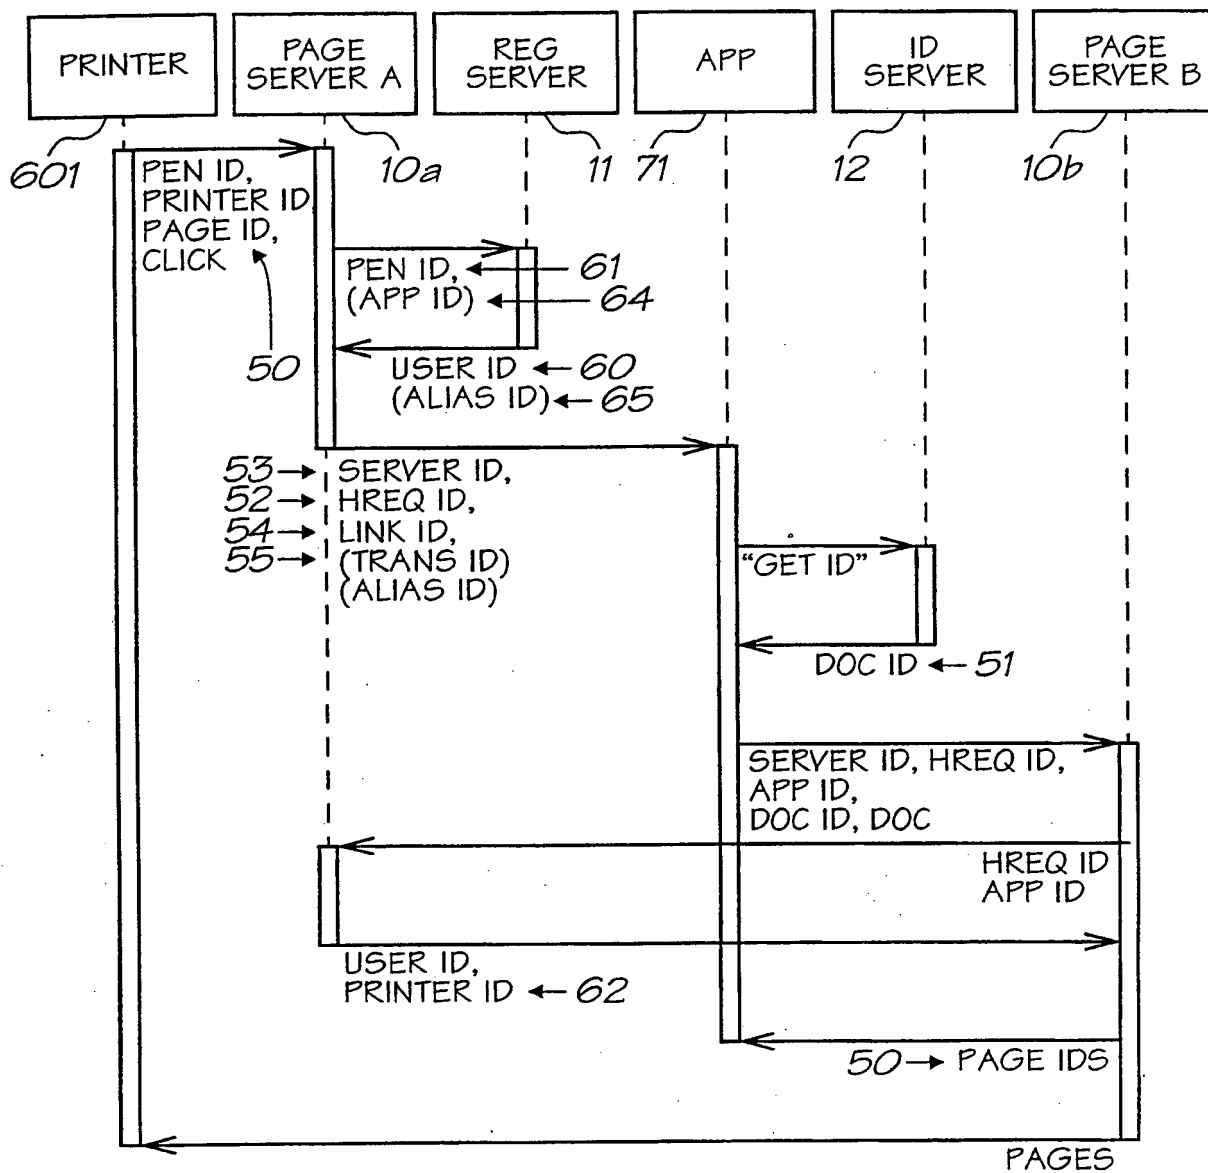 PRINTER
PAGE
SERVER A
REG
SERVER
APP
ID
SERVER
PAGE
SERVER B
601
10a
11
71
12
10b
PEN ID,
PRINTER ID
PAGE ID,
CLICK
50
PEN ID, 61
(APP ID) 64
USER ID 60
(ALIAS ID) 65
53 SERVER ID,
52 HREQ ID,
54 LINK ID,
55 (TRANS ID)
(ALIAS ID)
"GET ID"
DOC ID 51
SERVER ID, HREQ ID,
APP ID,
DOC ID, DOC
HREQ ID
APP ID
USER ID,
PRINTER ID 62
50 PAGE IDS
PAGES